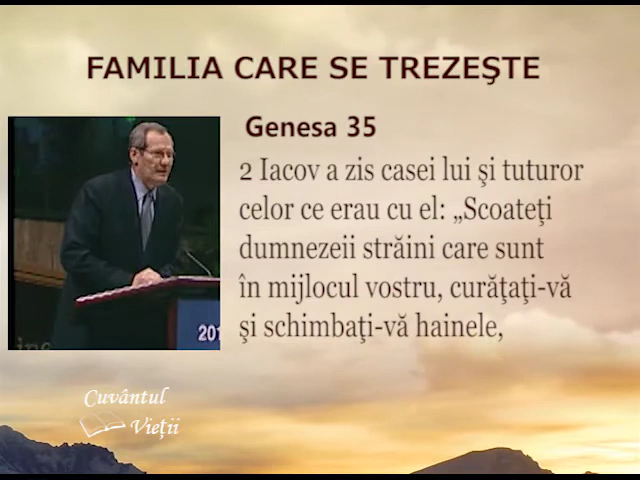 FAMILIA CARE SE TREZEŞTE
Genesa 35
2 Iacov a zis casei lui şi tuturor
celor ce erau cu el: „Scoateţi
dumnezeii străini care sunt
în mijlocul vostru, curăţaţi-vă
şi schimbaţi-vă hainele,
201
Cuvântul
Vieţii